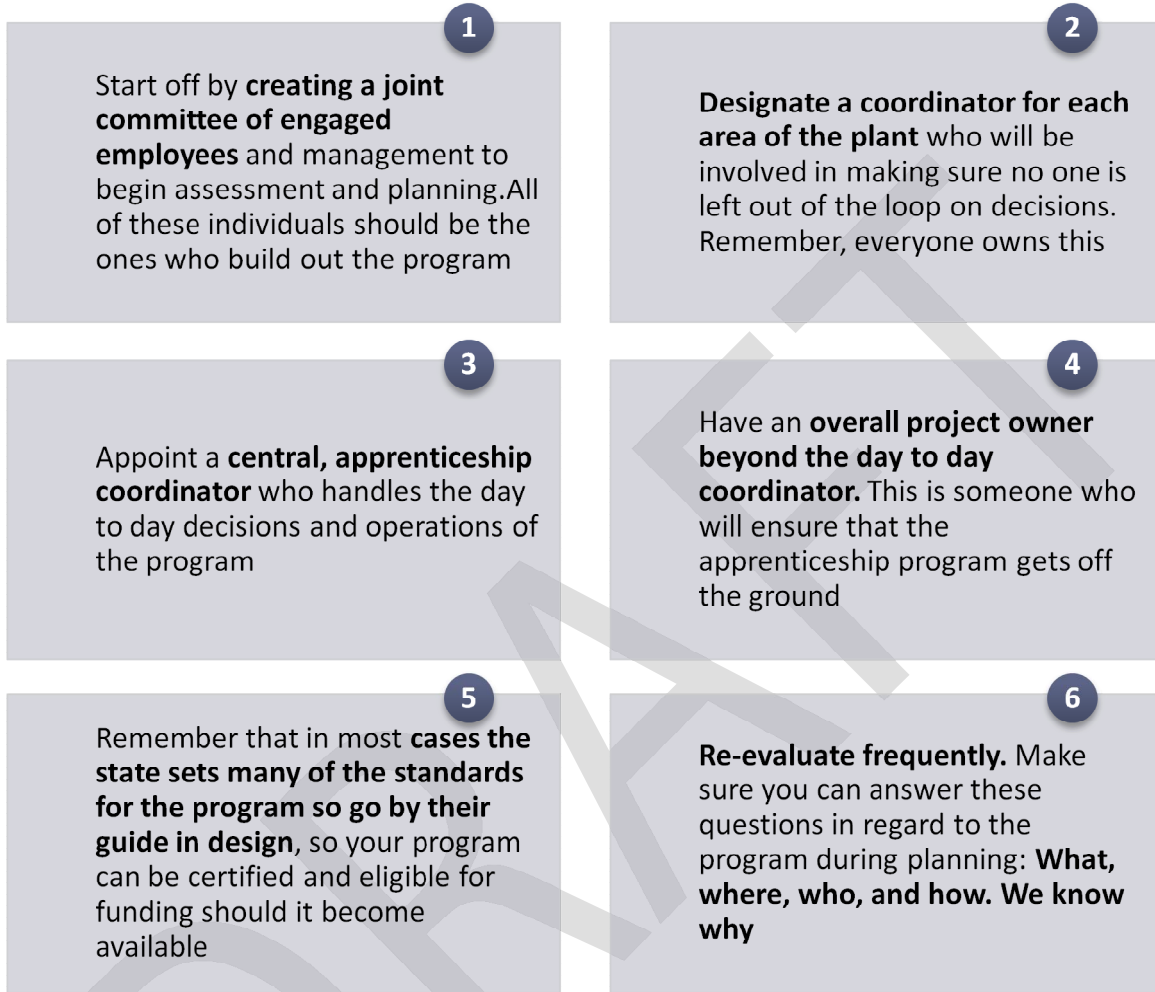 1
Start off by creating a joint
committee of engaged
employees and management to
begin assessment and planning.All
of these individuals should be the
ones who build out the program
2
Designate a coordinator for each
area of the plant who will be
involved in making sure no one is
left out of the loop on decisions.
Remember, everyone owns this
3
Appoint a central, apprenticeship
coordinator who handles the day
to day decisions and operations of
the program
4
Have an overall project owner
beyond the day to day
coordinator. This is someone who
will ensure that the
apprenticeship program gets off
the ground
5
Remember that in most cases the
state sets many of the standards
for the program so go by their
guide in design, so your program
can be certified and eligible for
funding should it become
available
6
Re-evaluate frequently. Make
sure you can answer these
questions in regard to the
program during planning: What,
where, who, and how. We know
why
DRAFT